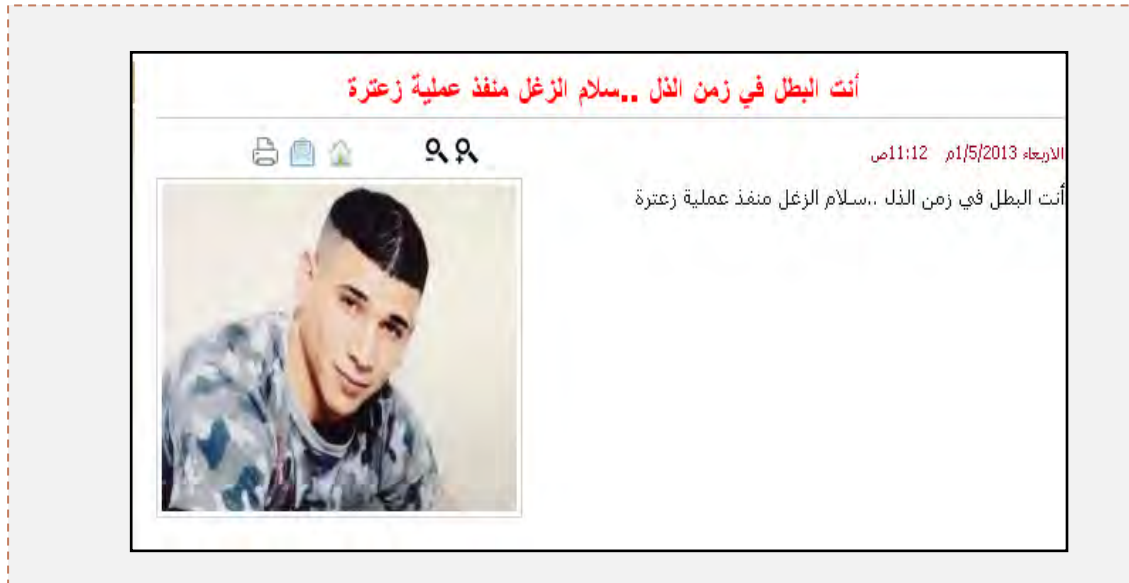 أنت البطل في زمن الذل ..سلام الزغل منفذ عملية زعترة
الاربعاء 1/5/2013م 11:12ص
أنت البطل في زمن الذل ..سلام الزغل منفذ عملية زعترة